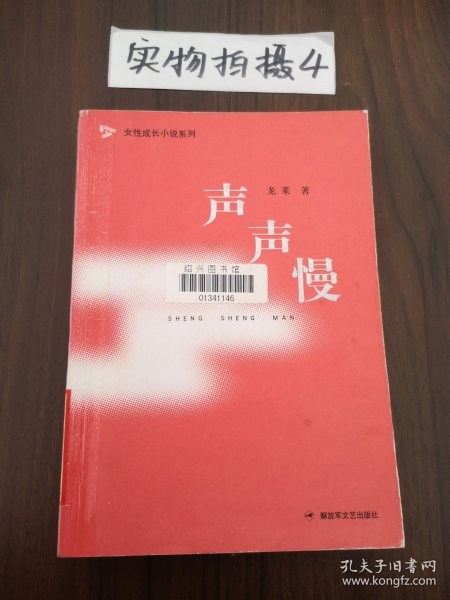 实物拍摄4
女性成长小说系列
龙莱 著
声声慢
绍兴图书馆
01341146
SHENG SHENG MAN
解放军文艺出版社
孔夫子旧书网
www.kongfz.com